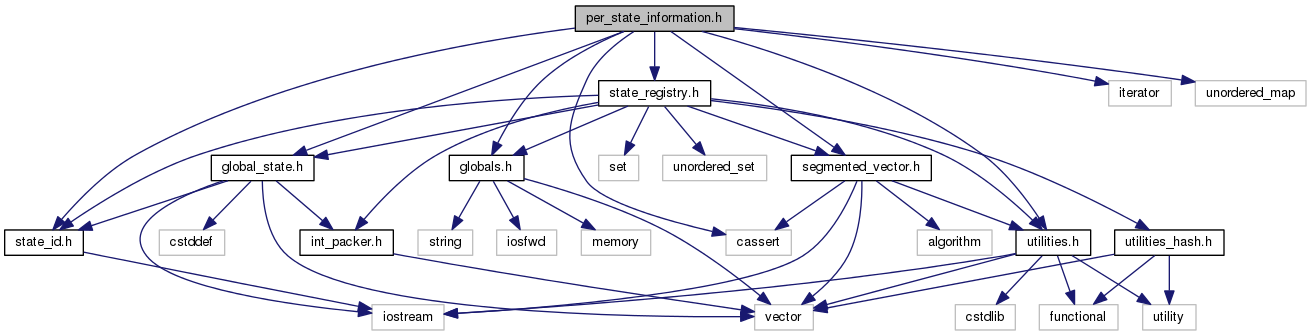 per_state_information.h
state_registry.h
iterator
unordered_map
global_state.h
globals.h
set
unordered_set
segmented_vector.h
state_id.h
cstddef
int_packer.h
string
iosfwd
memory
cassert
algorithm
utilities.h
utilities_hash.h
iostream
vector
cstdlib
functional
utility